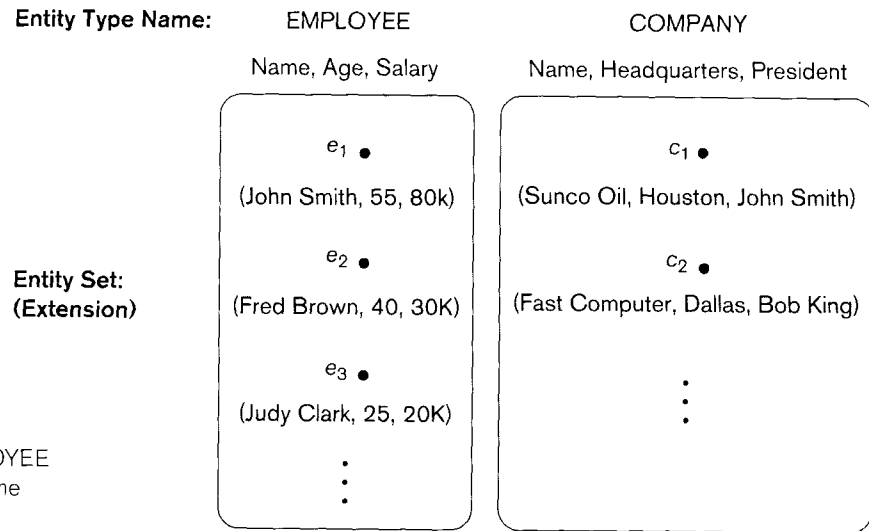 Entity Type Name: EMPLOYEE COMPANY
Name, Age, Salary Name, Headquarters, President
e1 • c1 •
(John Smith, 55, 80k) (Sunco Oil, Houston, John Smith)
e2 • c2 •
Entity Set:
(Extension) (Fred Brown, 40, 30K) (Fast Computer, Dallas, Bob King)
e3 •
(Judy Clark, 25, 20K)